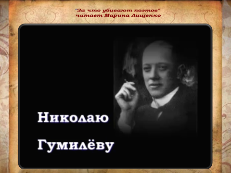 "За что убивают поэтов"
читает Марина Лищенко
Николаю
Гумилёву